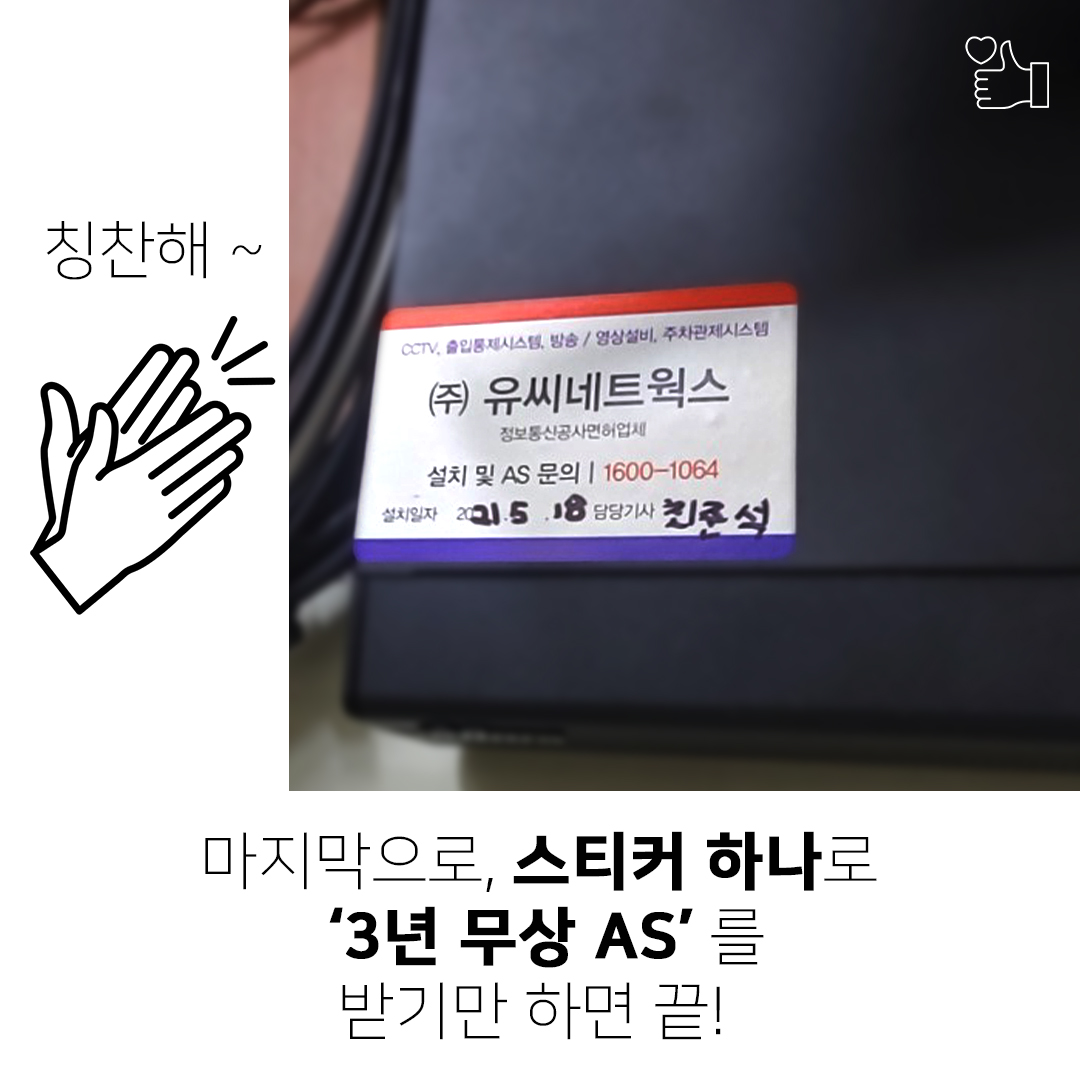 칭찬해 ~
CCTV, 출입통제시스템, 방송 / 영상설비, 주차관제시스템
㈜ 유씨네트웍스
정보통신공사면허업체
설치 및 AS 문의 | 1600-1064
설치일자 2021.5 .18 담당기사 최준석
마지막으로, 스티커 하나로
‘3년 무상 AS’ 를
받기만 하면 끝!